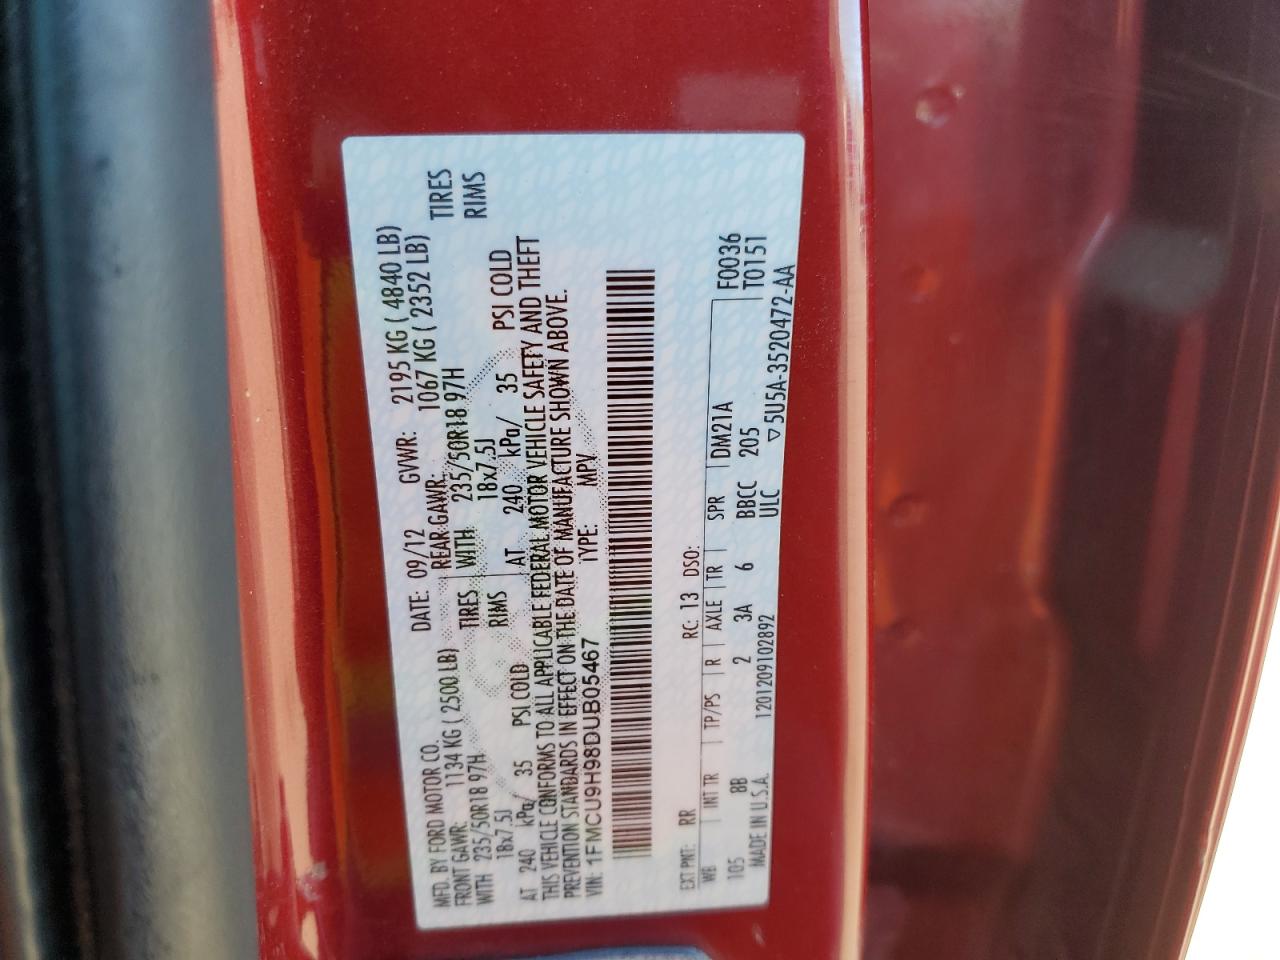 MFD. BY FORD MOTOR CO.
DATE: 09/12 GVWR: 2195 KG ( 4840 LB)
FRONT GAWR: 1134 KG ( 2500 LB) REAR GAWR: 1067 KG ( 2352 LB)
WITH 235/50R18 97H TIRES WITH 235/50R18 97H TIRES
18x7.5J RIMS 18x7.5J RIMS
AT 240 kPa/ 35 PSI COLD AT 240 kPa/ 35 PSI COLD
THIS VEHICLE CONFORMS TO ALL APPLICABLE FEDERAL MOTOR VEHICLE SAFETY AND THEFT
PREVENTION STANDARDS IN EFFECT ON THE DATE OF MANUFACTURE SHOWN ABOVE.
VIN: 1FMCU9H98DUB05467 TYPE: MPV
EXT PNT: RR RC: 13 DSO: F0036
WB INT TR TP/PS R AXLE TR SPR DM21A T0151
105 8B 2 3A 6 BBCC 205
MADE IN U.S.A. 1201209102892 ULC ▽5U5A-3520472-AA